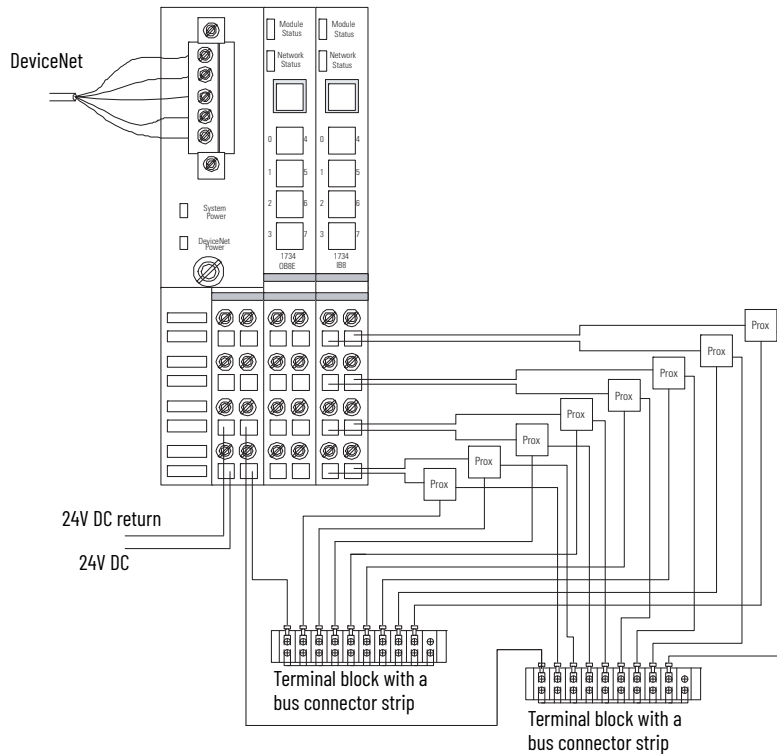 DeviceNet
Module
Status
Module
Status
Network
Status
Network
Status
0 4 0 4
1 5 1 5
2 6 2 6
3 7 3 7
System
Power
DeviceNet
Power
1734
OB8E
1734
IB8
Prox
Prox
Prox
Prox
Prox
Prox
Prox
Prox
24V DC return
24V DC
Terminal block with a
bus connector strip
Terminal block with a
bus connector strip